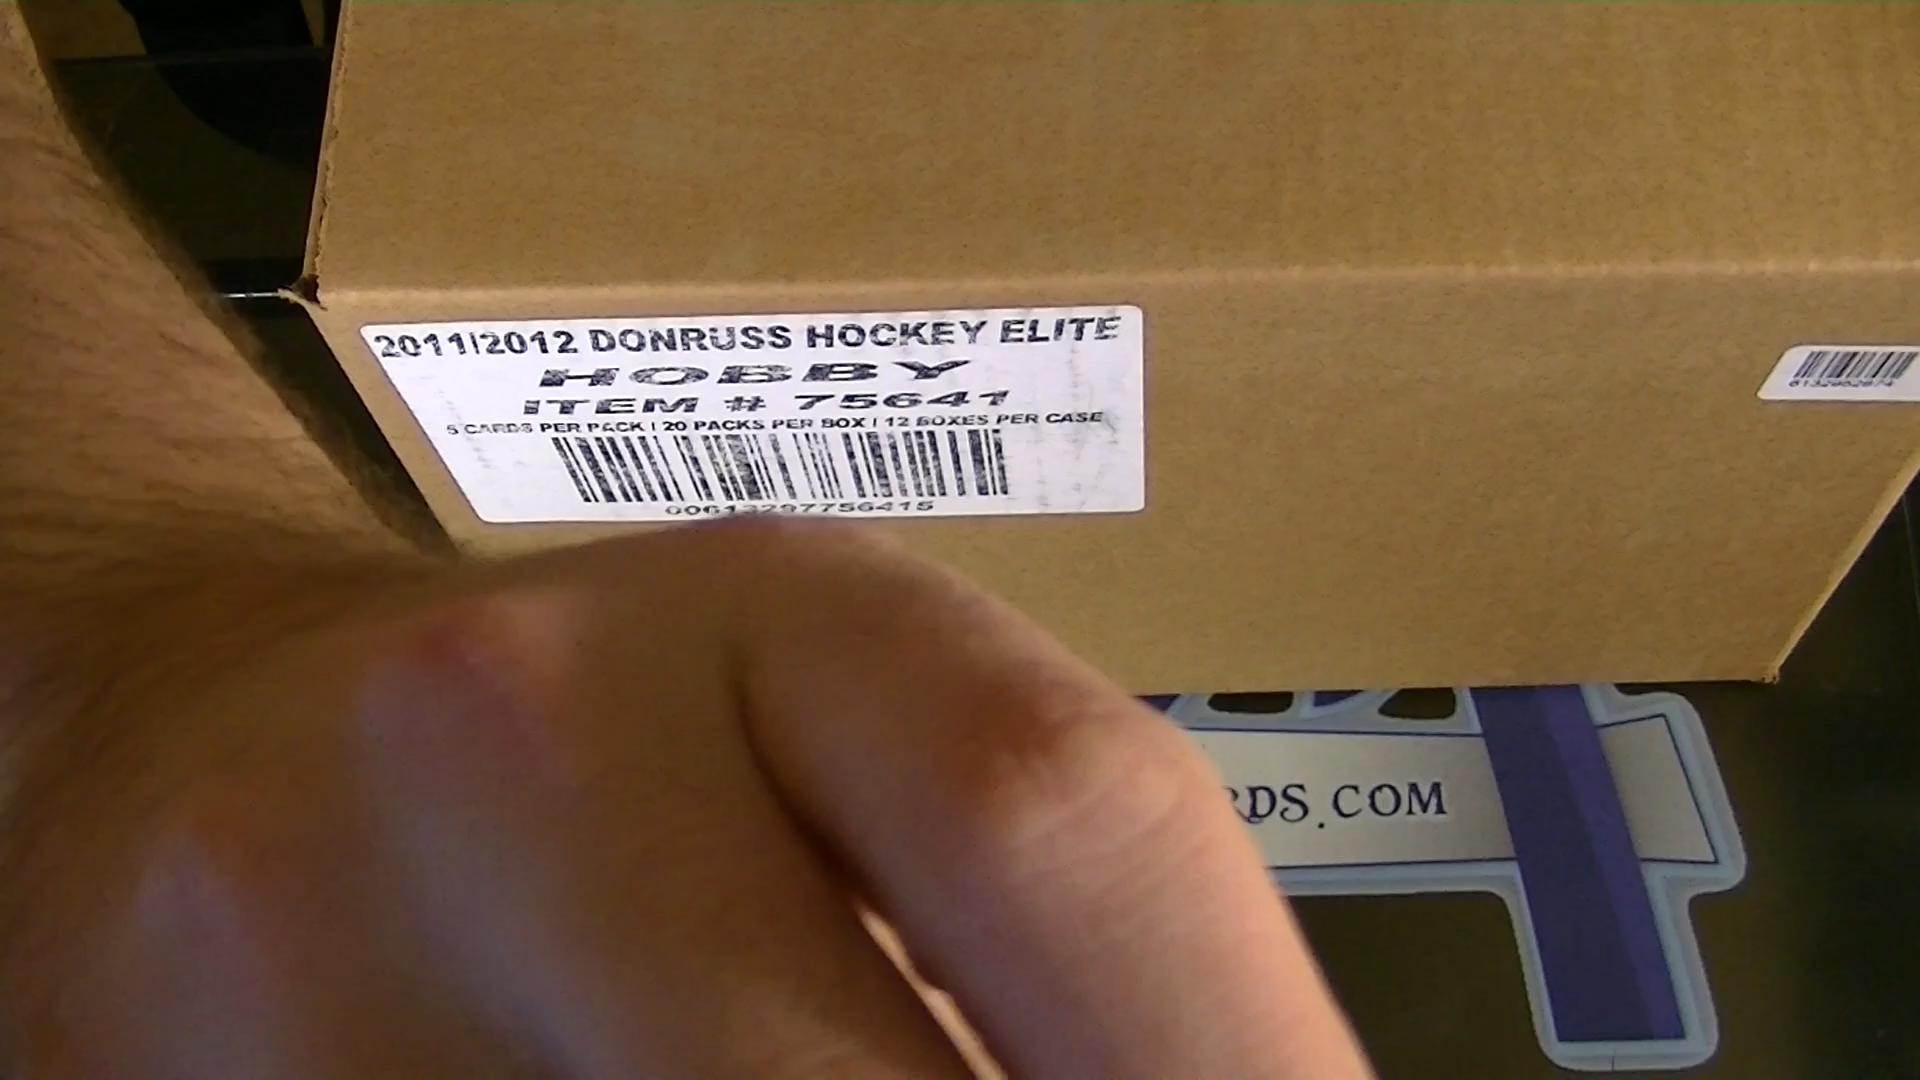 2011/2012 DONRUSS HOCKEY ELITE
HOBBY
ITEM # 75641
5 CARDS PER PACK / 20 PACKS PER BOX / 12 BOXES PER CASE
00613297756415
RDS.COM